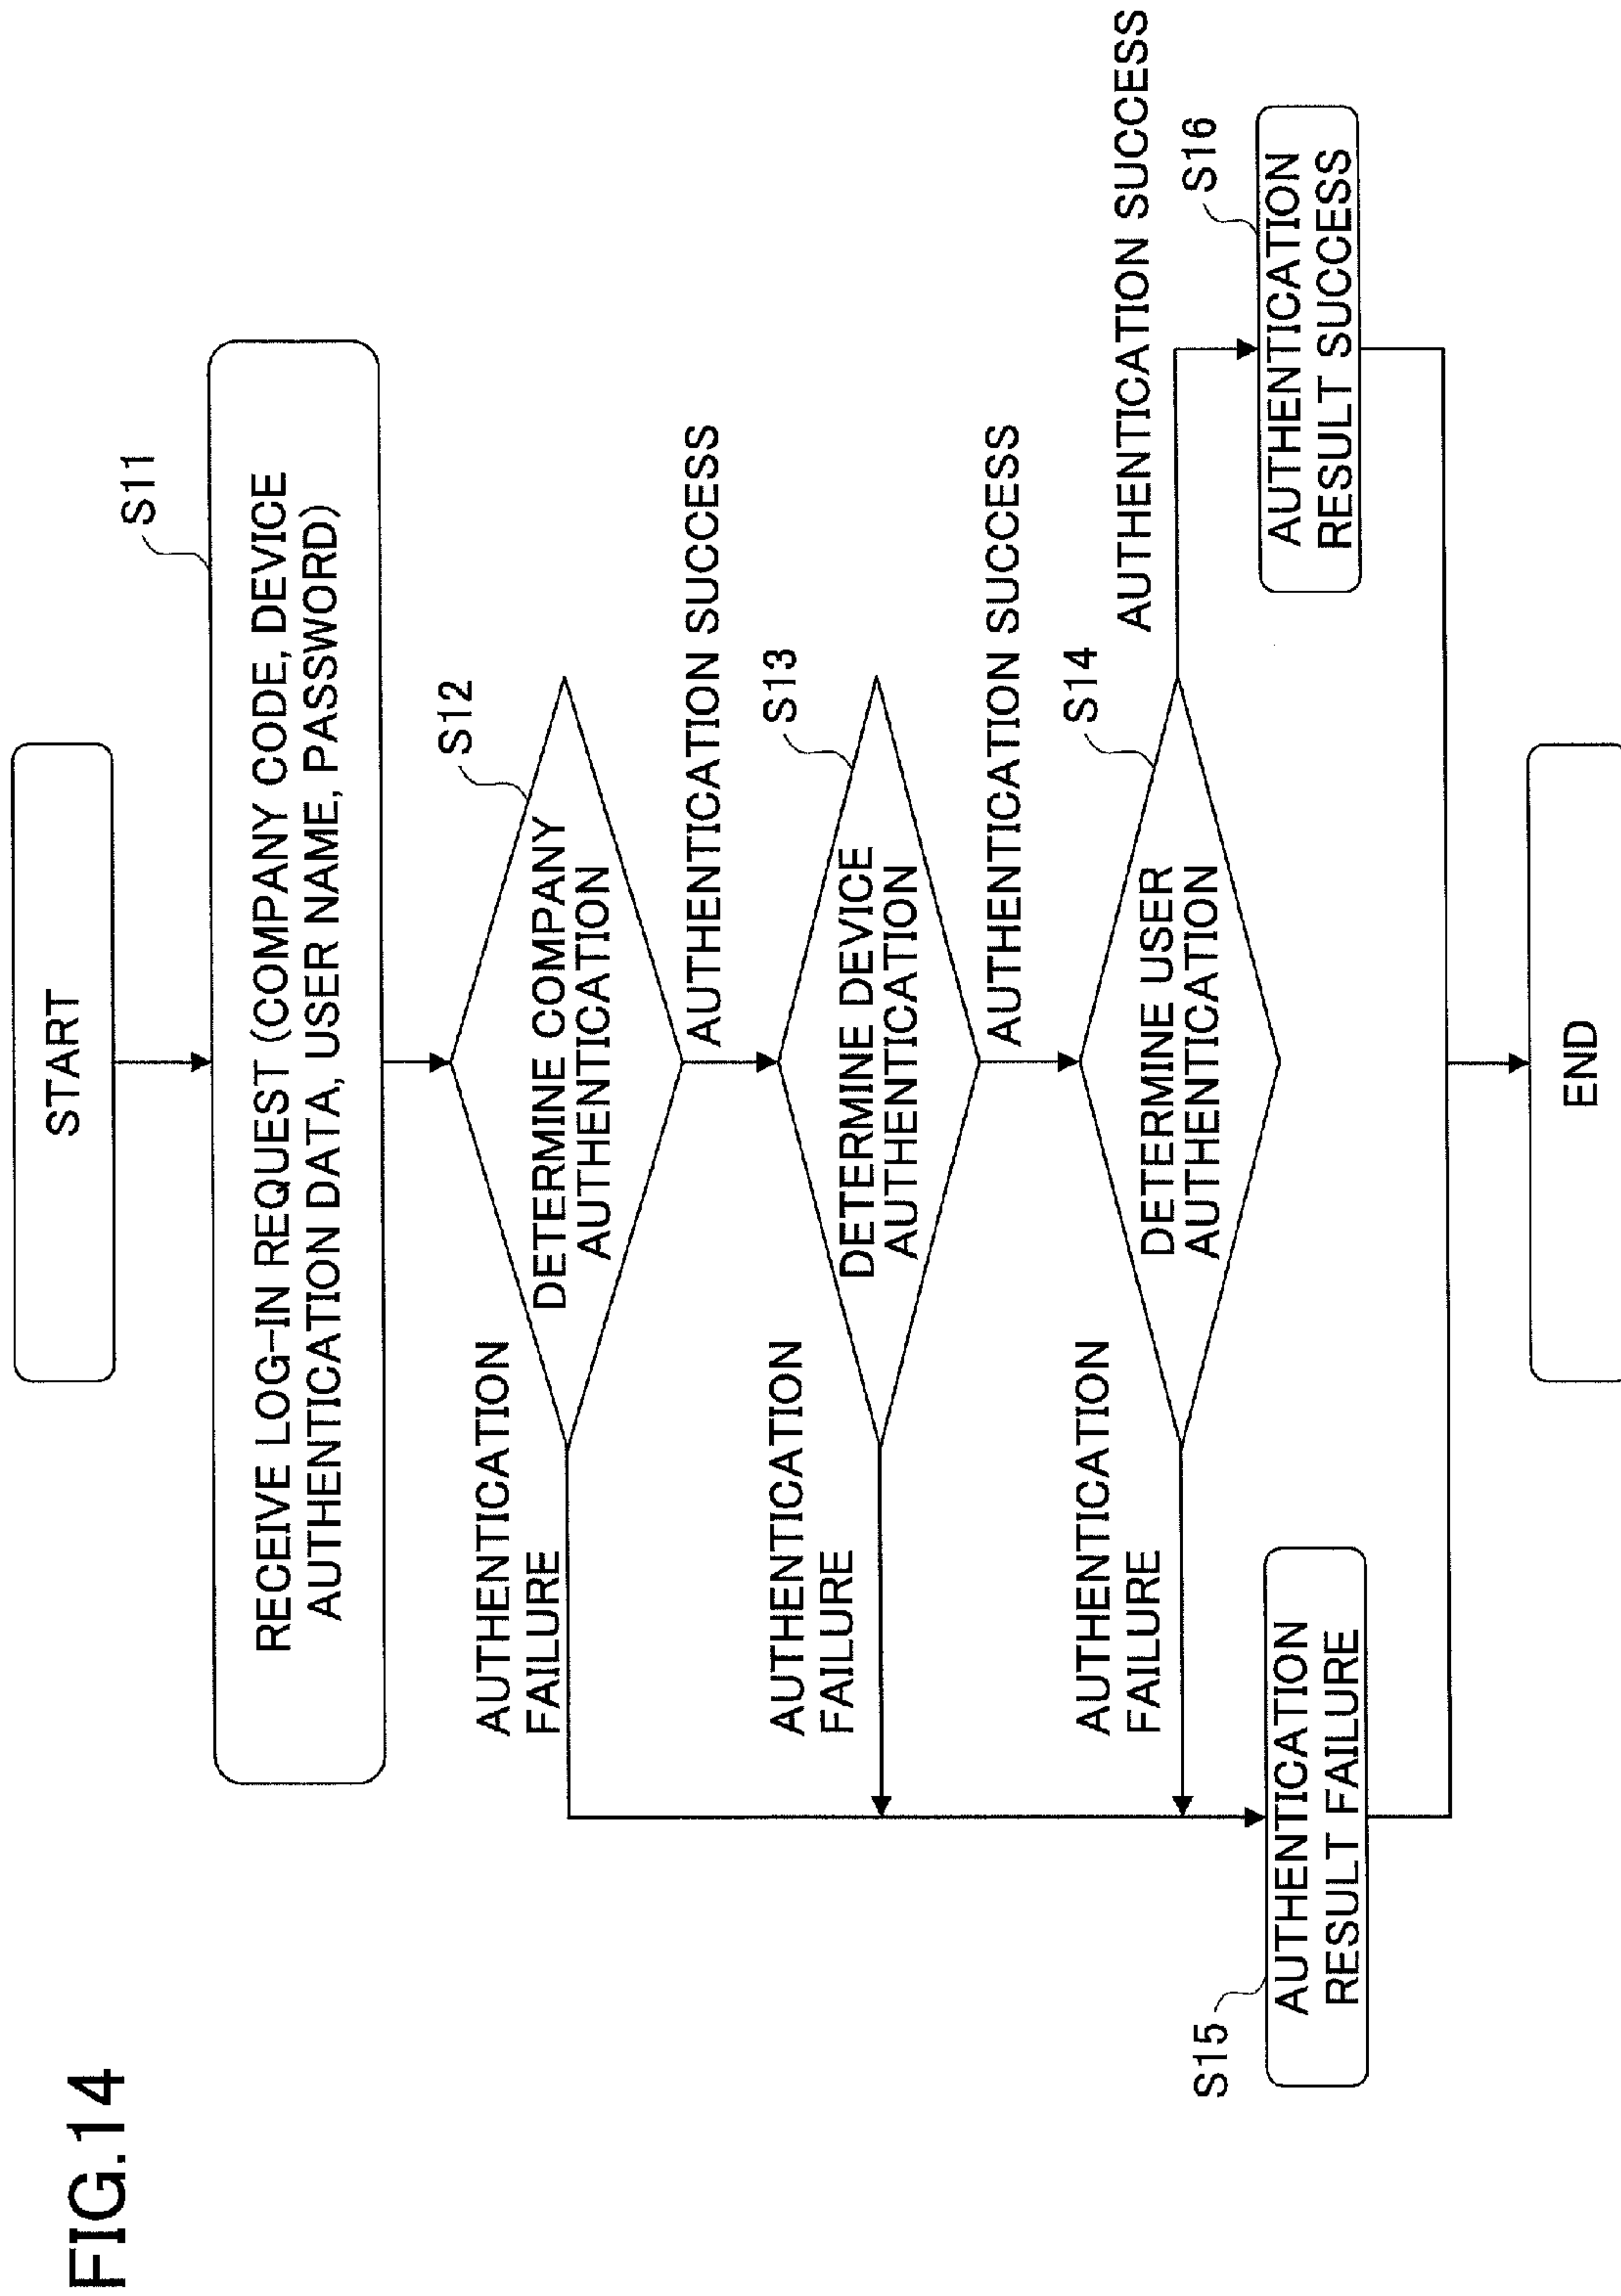 FIG.14
START
S11
RECEIVE LOG-IN REQUEST (COMPANY CODE, DEVICE
AUTHENTICATION DATA, USER NAME, PASSWORD)
S12
DETERMINE COMPANY
AUTHENTICATION
AUTHENTICATION
FAILURE
AUTHENTICATION SUCCESS
S13
DETERMINE DEVICE
AUTHENTICATION
AUTHENTICATION
FAILURE
AUTHENTICATION SUCCESS
S14
DETERMINE USER
AUTHENTICATION
AUTHENTICATION
FAILURE
AUTHENTICATION SUCCESS
S15
AUTHENTICATION
RESULT FAILURE
S16
AUTHENTICATION
RESULT SUCCESS
END